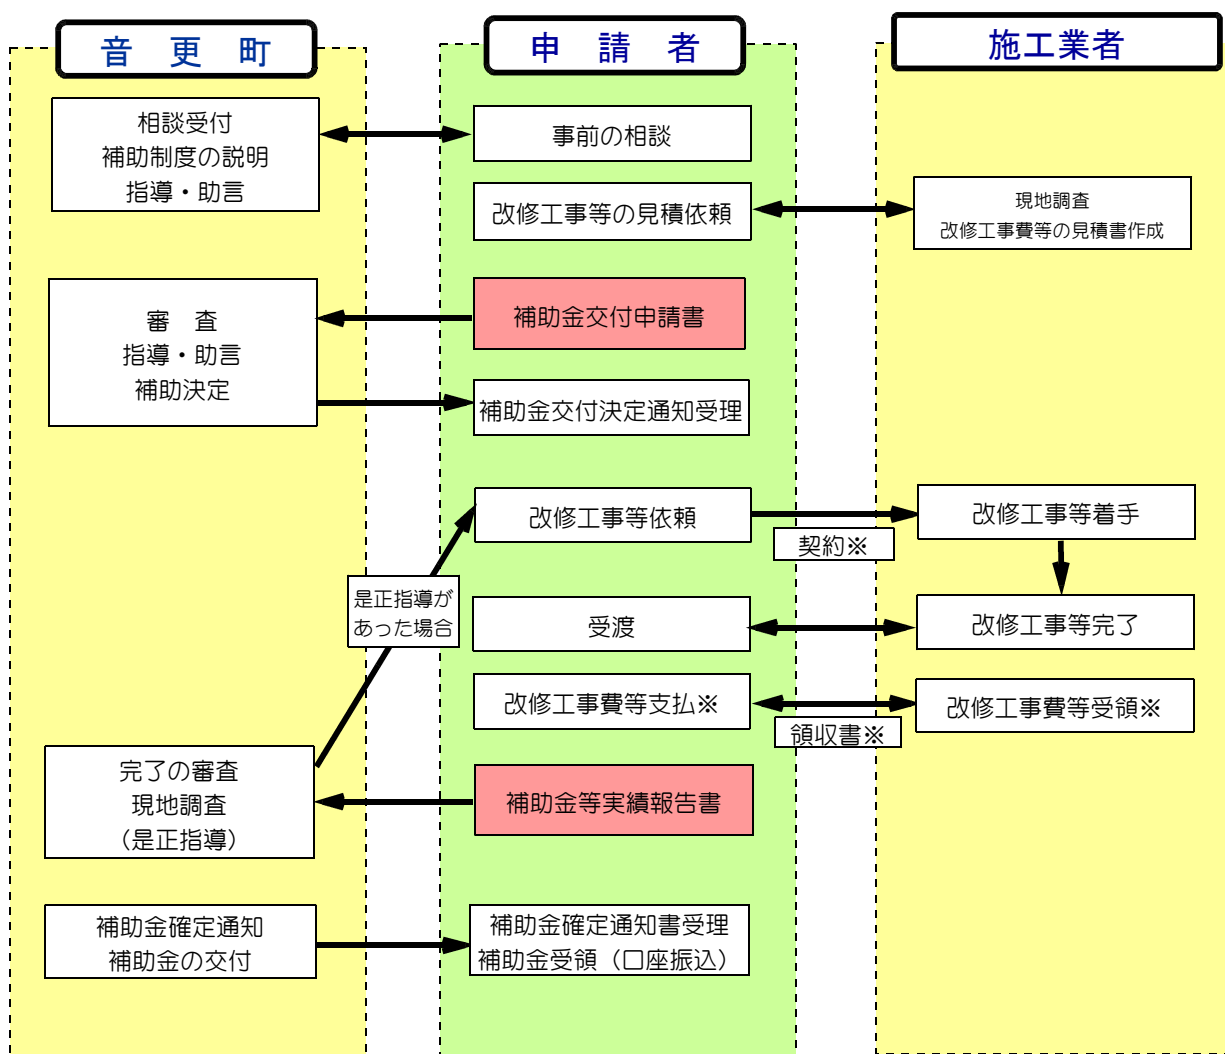 音 更 町
申 請 者
施工業者
相談受付
補助制度の説明
指導・助言
事前の相談
改修工事等の見積依頼
現地調査
改修工事費等の見積書作成
審 査
指導・助言
補助決定
補助金交付申請書
補助金交付決定通知受理
改修工事等依頼
契約※
改修工事等着手
是正指導が
あった場合
受渡
改修工事等完了
改修工事費等支払※
領収書※
改修工事費等受領※
完了の審査
現地調査
（是正指導）
補助金等実績報告書
補助金確定通知
補助金の交付
補助金確定通知書受理
補助金受領（口座振込）